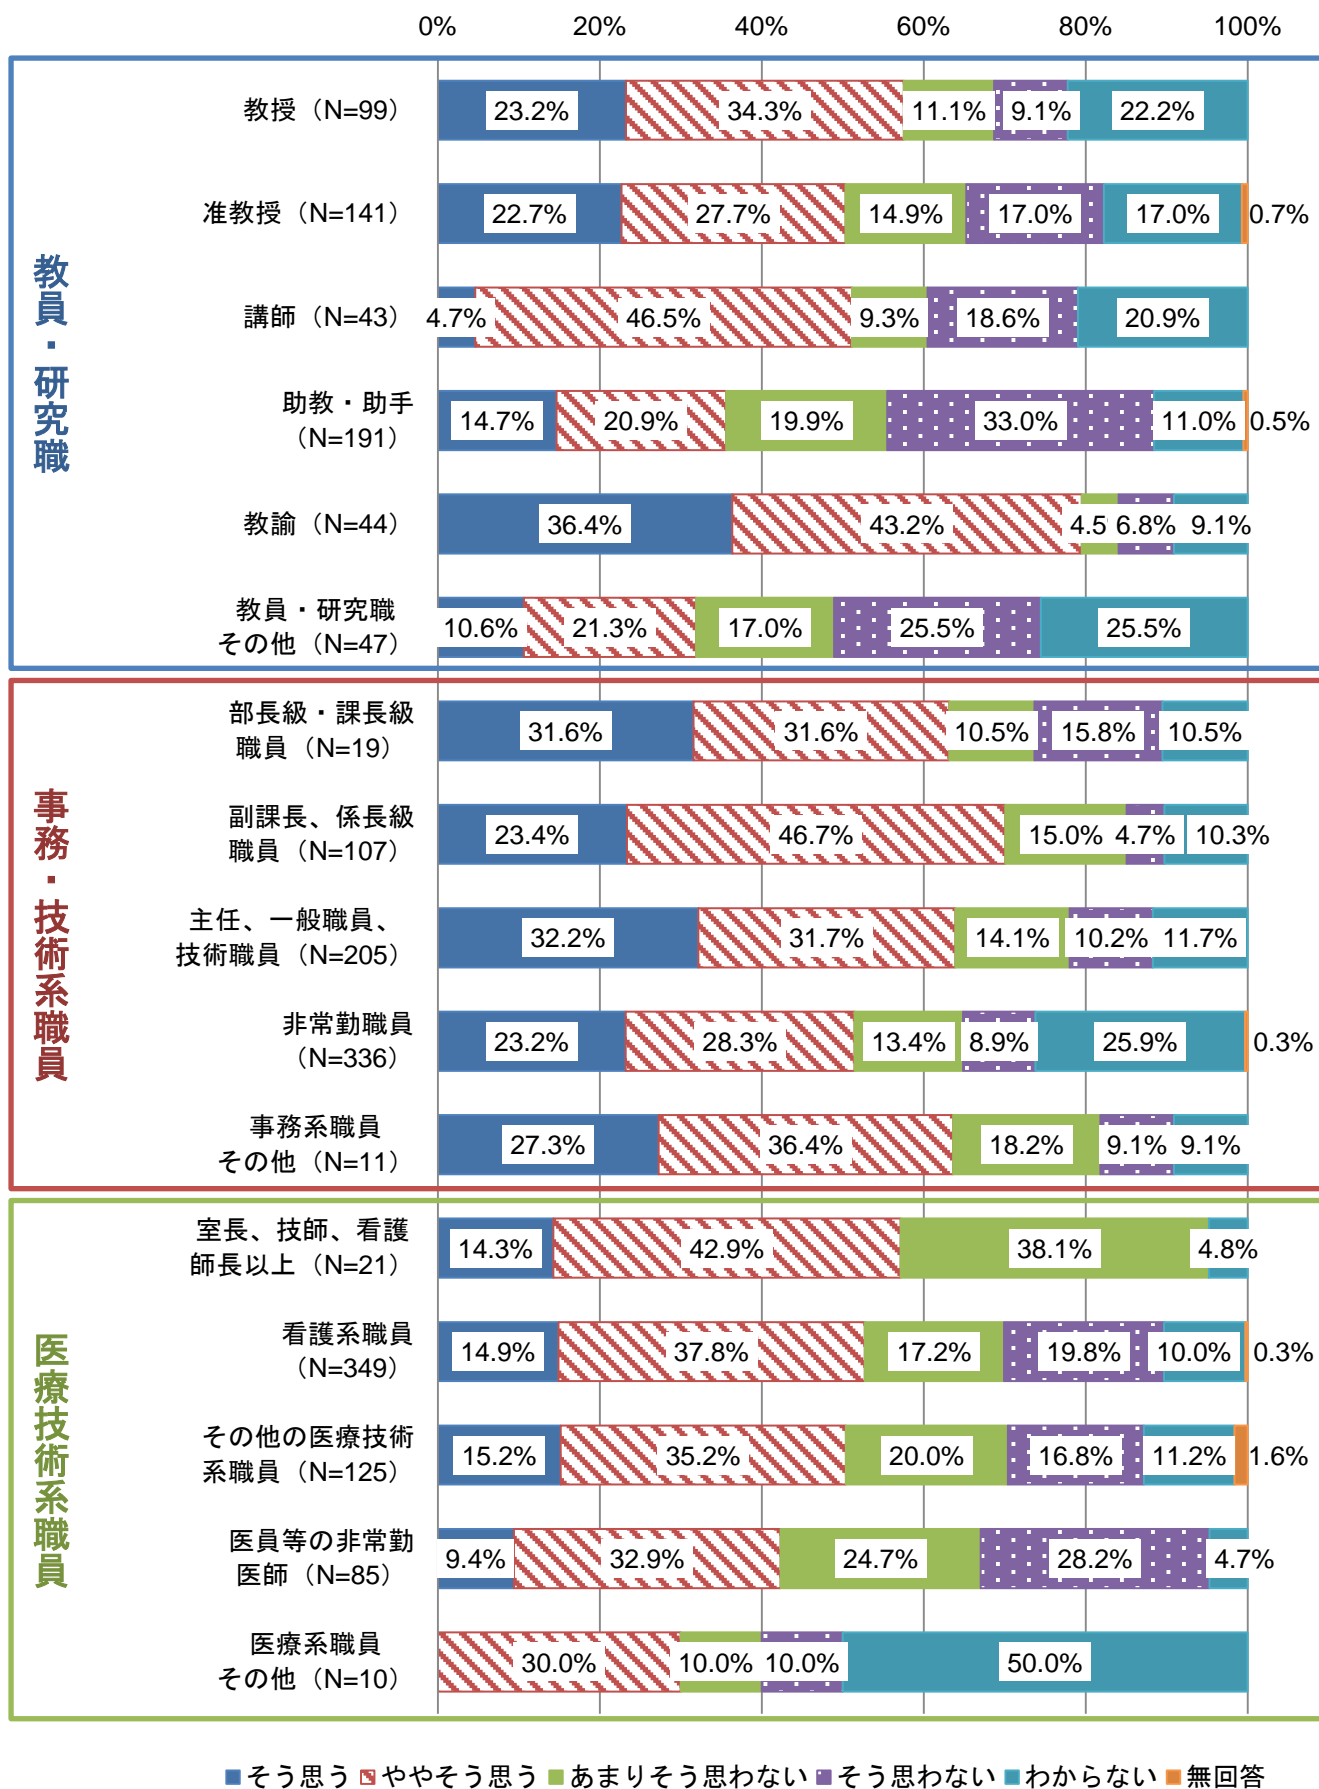 0% 20% 40% 60% 80% 100%
教員・研究職
教授（N=99） 23.2% 34.3% 11.1% 9.1% 22.2%
准教授（N=141） 22.7% 27.7% 14.9% 17.0% 17.0% 0.7%
講師（N=43） 4.7% 46.5% 9.3% 18.6% 20.9%
助教・助手
（N=191） 14.7% 20.9% 19.9% 33.0% 11.0% 0.5%
教諭（N=44） 36.4% 43.2% 4.5% 6.8% 9.1%
教員・研究職
その他（N=47） 10.6% 21.3% 17.0% 25.5% 25.5%
事務・技術系職員
部長級・課長級
職員（N=19） 31.6% 31.6% 10.5% 15.8% 10.5%
副課長、係長級
職員（N=107） 23.4% 46.7% 15.0% 4.7% 10.3%
主任、一般職員、
技術職員（N=205） 32.2% 31.7% 14.1% 10.2% 11.7%
非常勤職員
（N=336） 23.2% 28.3% 13.4% 8.9% 25.9% 0.3%
事務系職員
その他（N=11） 27.3% 36.4% 18.2% 9.1% 9.1%
医療技術系職員
室長、技師、看護
師長以上（N=21） 14.3% 42.9% 38.1% 4.8%
看護系職員
（N=349） 14.9% 37.8% 17.2% 19.8% 10.0% 0.3%
その他の医療技術
系職員（N=125） 15.2% 35.2% 20.0% 16.8% 11.2% 1.6%
医員等の非常勤
医師（N=85） 9.4% 32.9% 24.7% 28.2% 4.7%
医療系職員
その他（N=10） 30.0% 10.0% 10.0% 50.0%
そう思う ややそう思う あまりそう思わない そう思わない わからない 無回答